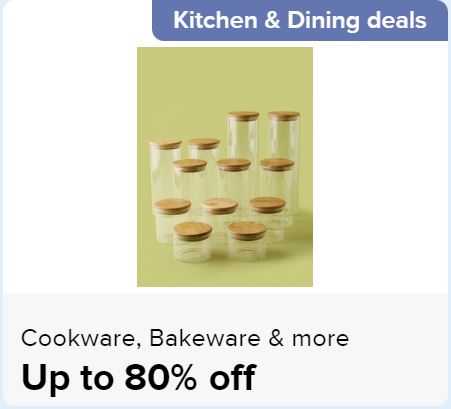 Kitchen & Dining deals
Cookware, Bakeware & more
Up to 80% off